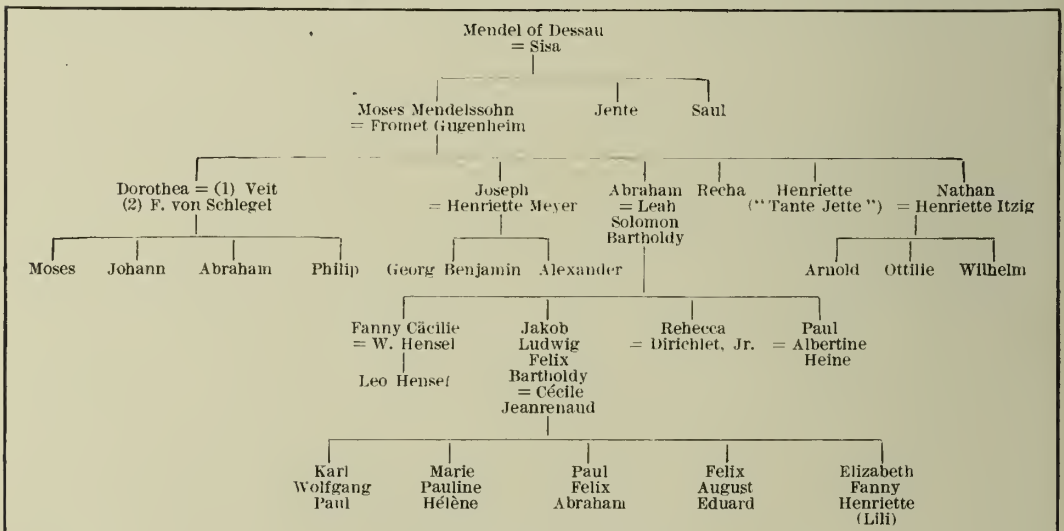 Mendel of Dessau
= Sisa
Moses Mendelssohn
= Fromet Gugenheim
Jente
Saul
Dorothea = (1) Veit
(2) F. von Schlegel
Joseph
= Henriette Meyer
Abraham
= Leah
Solomon
Bartholdy
Recha
Henriette
("Tante Jette")
Nathan
= Henriette Itzig
Moses
Johann
Abraham
Philip
Georg Benjamin
Alexander
Arnold
Ottilie
Wilhelm
Fanny Cäcilie
= W. Hensel
Jakob
Ludwig
Felix
Bartholdy
= Cécile
Jeanrenaud
Rebecca
= Dirichlet, Jr.
Paul
= Albertine
Heine
Leo Hensel
Karl
Wolfgang
Paul
Marie
Pauline
Hélène
Paul
Felix
Abraham
Felix
August
Eduard
Elizabeth
Fanny
Henriette
(Lili)